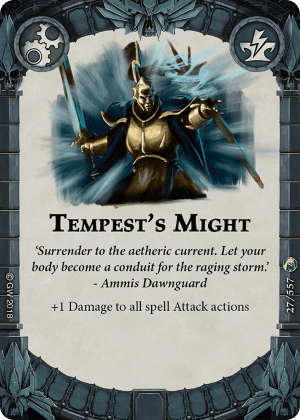 TEMPEST'S MIGHT
‘Surrender to the aetheric current. Let your
body become a conduit for the raging storm.’
- Ammis Dawnguard
+1 Damage to all spell Attack actions
©GW 2018
27/557